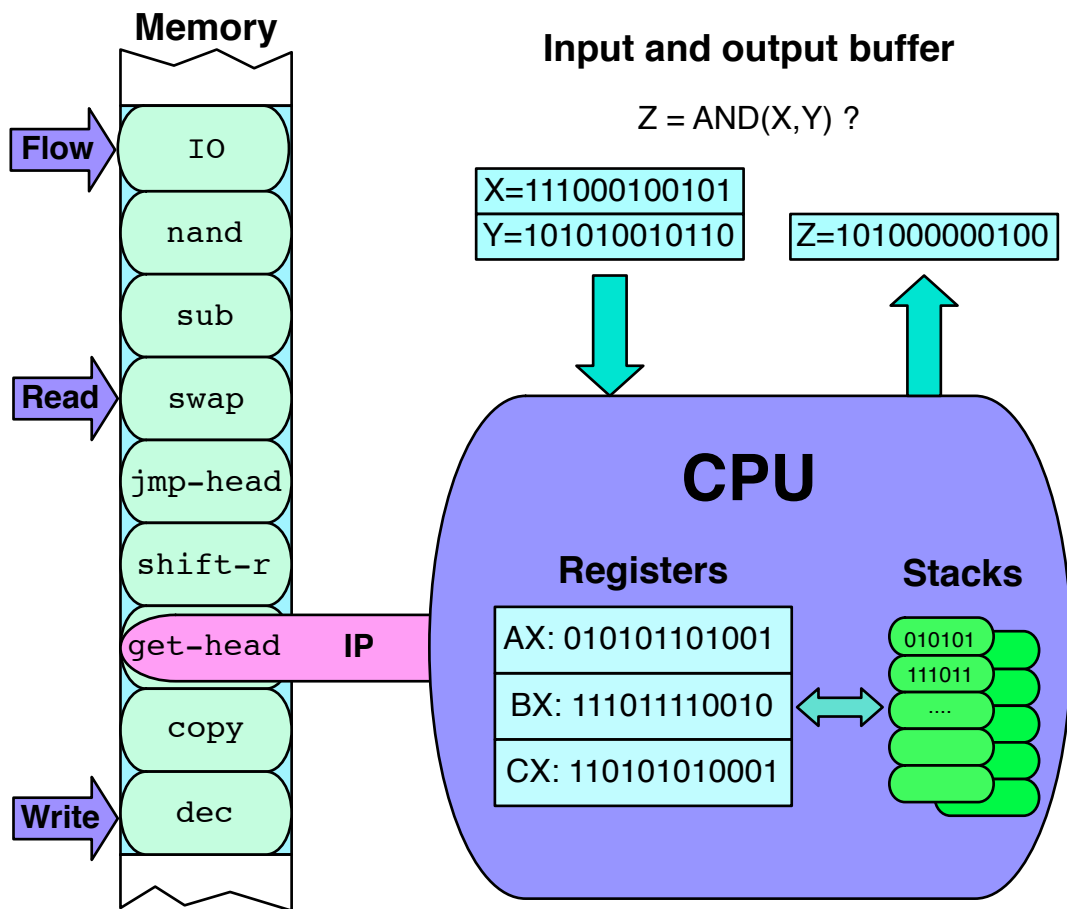 Memory
Input and output buffer
Z = AND(X,Y) ?
Flow
IO
nand
sub
Read
swap
jmp-head
shift-r
get-head
IP
copy
Write
dec
X=111000100101
Y=101010010110
Z=101000000100
CPU
Registers
AX: 010101101001
BX: 111011110010
CX: 110101010001
Stacks
010101
111011
....